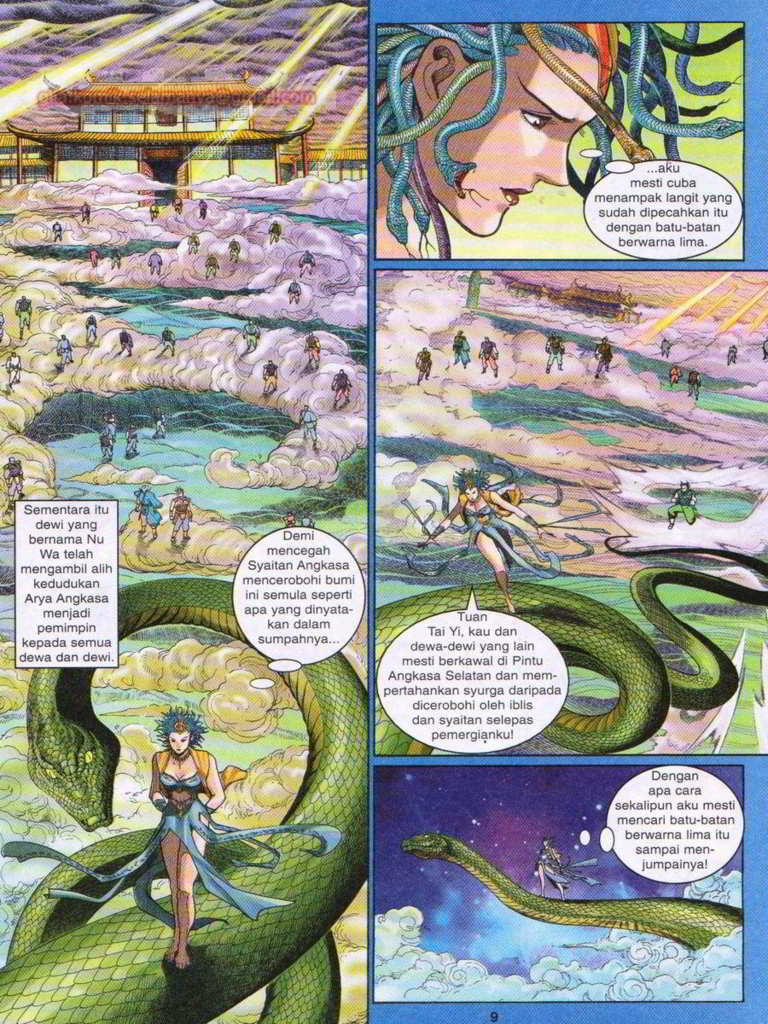 Sementara itu
dewi yang
bernama Nu
Wa telah
mengambil alih
kedudukan
Arya Angkasa
menjadi
pemimpin
kepada semua
dewa dan dewi.
Demi
mencegah
Syaitan Angkasa
mencerobohi bumi
ini semula seperti
apa yang dinyata-
kan dalam
sumpahnya...
...aku
mesti cuba
menampak langit yang
sudah dipecahkan itu
dengan batu-batan
berwarna lima.
Tuan
Tai Yi, kau dan
dewa-dewi yang lain
mesti berkawal di Pintu
Angkasa Selatan dan mem-
pertahankan syurga daripada
dicerobohi oleh iblis
dan syaitan selepas
pemergianku!
Dengan
apa cara
sekalipun aku mesti
mencari batu-batan
berwarna lima itu
sampai men-
jumpainya!
9